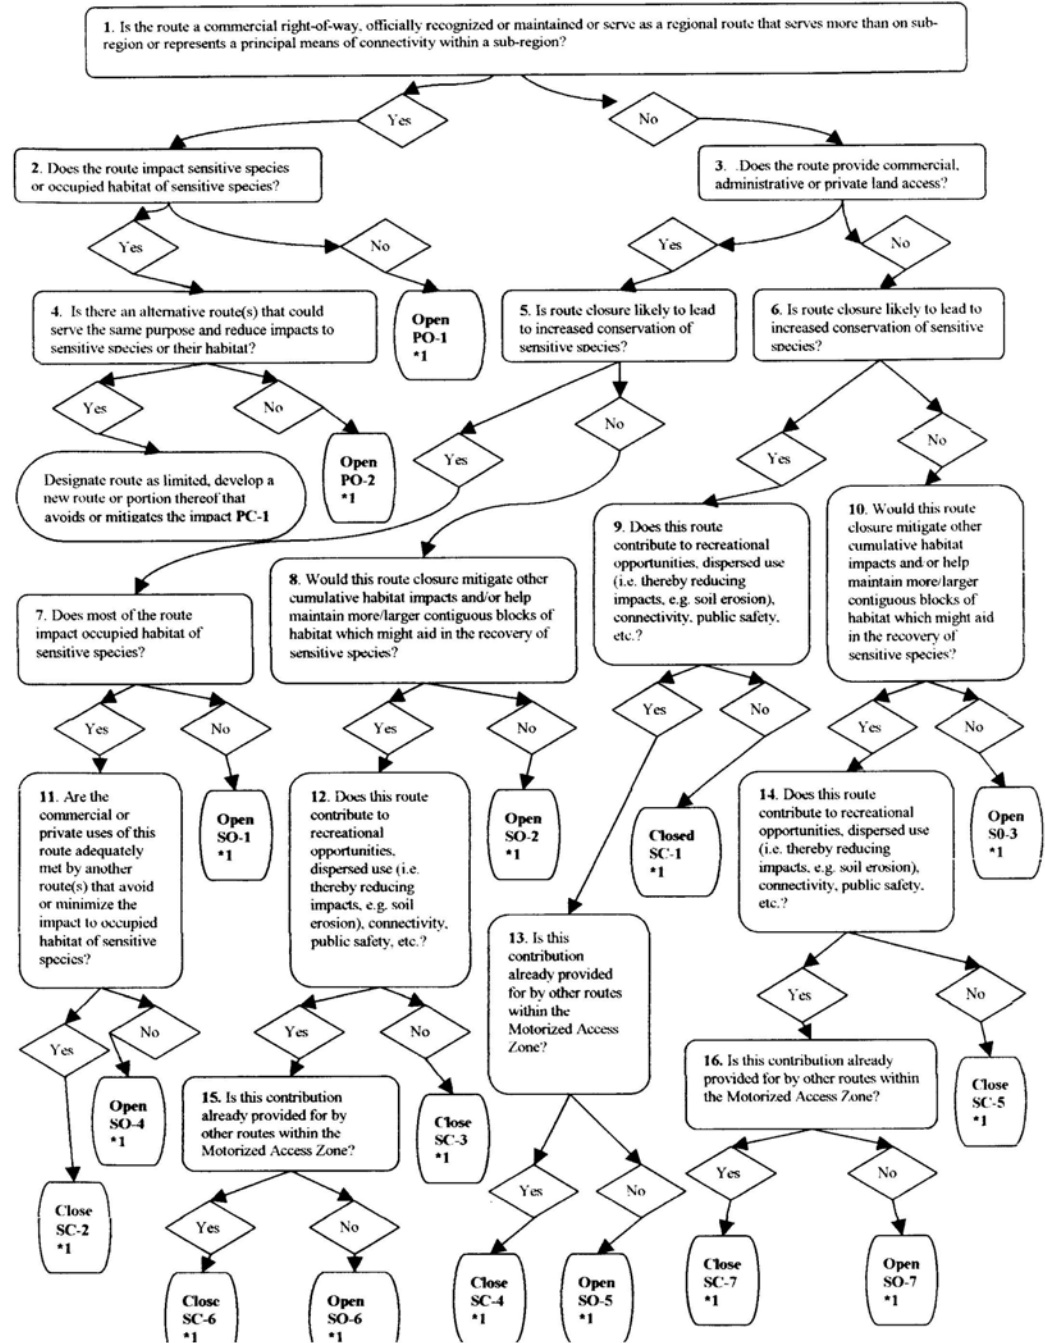 1. Is the route a commercial right-of-way, officially recognized or maintained or serve as a regional route that serves more than on sub-
region or represents a principal means of connectivity within a sub-region?
Yes
No
2. Does the route impact sensitive species
or occupied habitat of sensitive species?
3. .Does the route provide commercial,
administrative or private land access?
Yes
No
Yes
No
4. Is there an alternative route(s) that could
serve the same purpose and reduce impacts to
sensitive species or their habitat?
Open
PO-1
*1
5. Is route closure likely to lead
to increased conservation of
sensitive species?
6. Is route closure likely to lead to
increased conservation of sensitive
species?
Yes
No
Yes
No
Yes
No
Designate route as limited, develop a
new route or portion thereof that
avoids or mitigates the impact PC-1
Open
PO-2
*1
7. Does most of the route
impact occupied habitat of
sensitive species?
8. Would this route closure mitigate other
cumulative habitat impacts and/or help
maintain more/larger contiguous blocks of
habitat which might aid in the recovery of
sensitive species?
9. Does this route
contribute to recreational
opportunities, dispersed use
(i.e. thereby reducing
impacts, e.g. soil erosion),
connectivity, public safety,
etc.?
10. Would this route
closure mitigate other
cumulative habitat
impacts and/or help
maintain more/larger
contiguous blocks of
habitat which might aid
in the recovery of
sensitive species?
Yes
No
Yes
No
Yes
No
Yes
No
11. Are the
commercial or
private uses of this
route adequately
met by another
route(s) that avoid
or minimize the
impact to occupied
habitat of sensitive
species?
Open
SO-1
*1
12. Does this route
contribute to
recreational
opportunities,
dispersed use (i.e.
thereby reducing
impacts, e.g. soil
erosion), connectivity,
public safety, etc.?
Open
SO-2
*1
Closed
SC-1
*1
14. Does this route
contribute to recreational
opportunities, dispersed use
(i.e. thereby reducing
impacts, e.g. soil erosion),
connectivity, public safety,
etc.?
Open
S0-3
*1
13. Is this
contribution
already provided
for by other routes
within the
Motorized Access
Zone?
Yes
No
Yes
No
Yes
No
Open
SO-4
*1
Close
SC-2
*1
15. Is this contribution
already provided for by
other routes within the
Motorized Access Zone?
Close
SC-3
*1
16. Is this contribution already
provided for by other routes within
the Motorized Access Zone?
Close
SC-5
*1
Yes
No
Yes
No
Yes
No
Close
SC-6
*1
Open
SO-6
*1
Close
SC-4
*1
Open
SO-5
*1
Close
SC-7
*1
Open
SO-7
*1